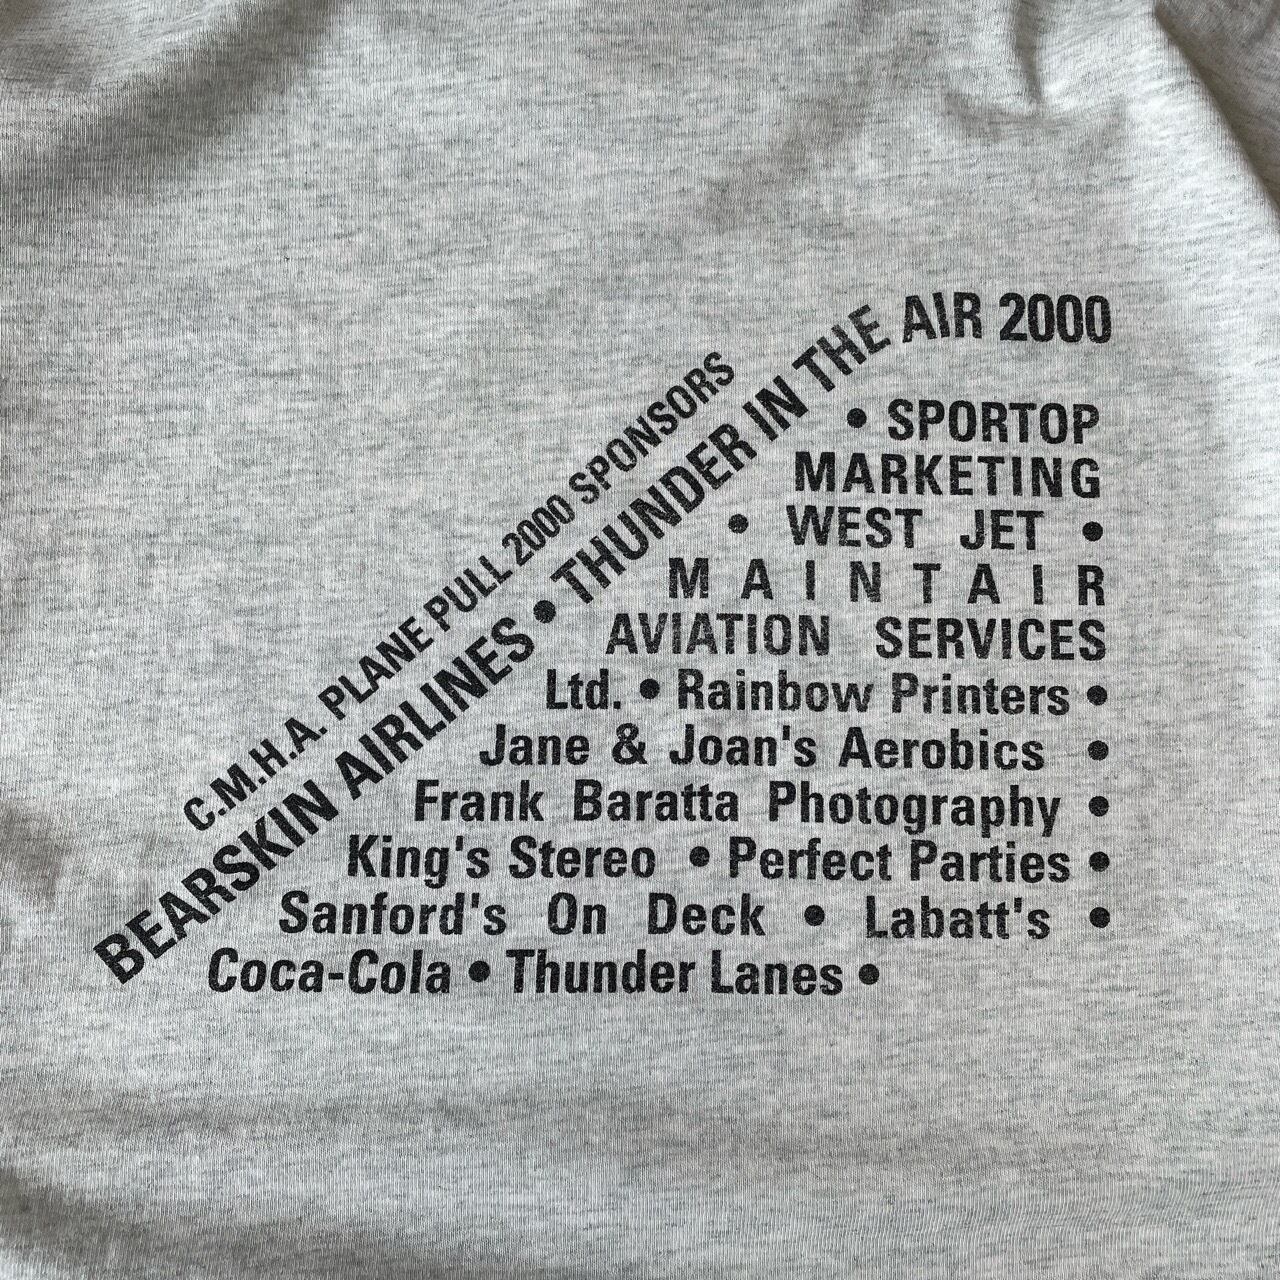 C.M.H.A. PLANE PULL 2000 SPONSORS
BEARSKIN AIRLINES • THUNDER IN THE AIR 2000
• SPORTOP
MARKETING
• WEST JET •
MAINTAIR
AVIATION SERVICES
Ltd. • Rainbow Printers •
Jane & Joan's Aerobics •
Frank Baratta Photography •
King's Stereo • Perfect Parties •
Sanford's On Deck • Labatt's •
Coca-Cola • Thunder Lanes •